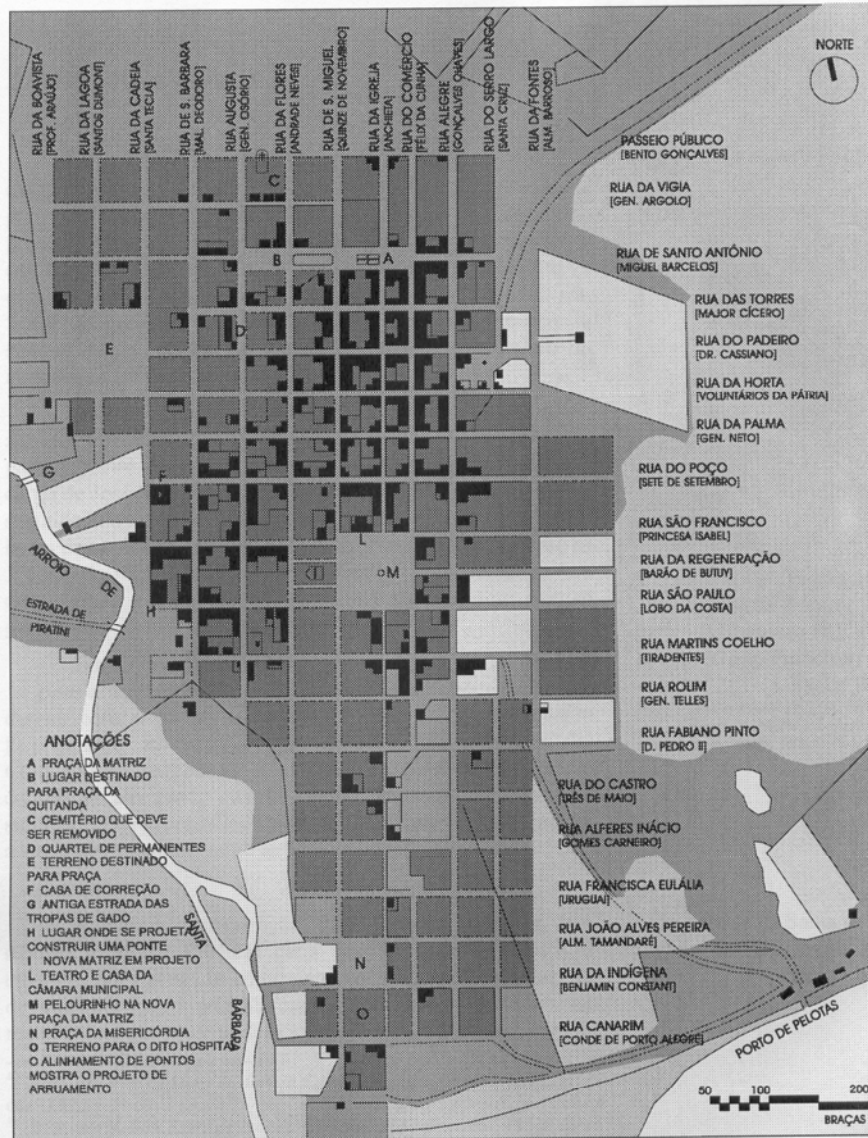 NORTE
RUA DA BOAVISTA
[PROF. ARAÚJO]
RUA DA LAGOA
[SANTOS DUMONT]
RUA DA CADEIA
[SANTA TECLA]
RUA DE S. BARBARA
[MAL. DEODORO]
RUA AUGUSTA
[GEN. OSÓRIO]
RUA DA FLORES
[ANDRADE NEVES]
RUA DE S. MIGUEL
[QUINZE DE NOVEMBRO]
RUA DA IGREJA
[ANCHIETA]
RUA DO COMÉRCIO
[FÉLIX DA CUNHA]
RUA ALEGRE
[GONÇALVES CHAVES]
RUA DO SERRO LARGO
[SANTA CRUZ]
RUA DA FONTES
[ALM. BARROSO]
PASSEIO PÚBLICO
[BENTO GONÇALVES]
RUA DA VIGIA
[GEN. ARGOLO]
RUA DE SANTO ANTÔNIO
[MIGUEL BARCELOS]
RUA DAS TORRES
[MAJOR CÍCERO]
RUA DO PADEIRO
[DR. CASSIANO]
RUA DA HORTA
[VOLUNTÁRIOS DA PÁTRIA]
RUA DA PALMA
[GEN. NETO]
RUA DO POÇO
[SETE DE SETEMBRO]
RUA SÃO FRANCISCO
[PRINCESA ISABEL]
RUA DA REGENERAÇÃO
[BARÃO DE BUTUY]
RUA SÃO PAULO
[LOBO DA COSTA]
RUA MARTINS COELHO
[TIRADENTES]
RUA ROLIM
[GEN. TELLES]
RUA FABIANO PINTO
[D. PEDRO II]
RUA DO CASTRO
[TRÊS DE MAIO]
RUA ALFERES INÁCIO
[GOMES CARNEIRO]
RUA FRANCISCA EULÁLIA
[URUGUAI]
RUA JOÃO ALVES PEREIRA
[ALM. TAMANDARÉ]
RUA DA INDÍGENA
[BENJAMIN CONSTANT]
RUA CANARIM
[CONDE DE PORTO ALEGRE]
C
B
A
D
E
G
F
L
I
M
H
N
O
ARROIO DE
SANTA
BÁRBARA
ESTRADA DE
PIRATINI
PORTO DE PELOTAS
ANOTAÇÕES
A PRAÇA DA MATRIZ
B LUGAR DESTINADO
PARA PRAÇA DA
QUITANDA
C CEMITÉRIO QUE DEVE
SER REMOVIDO
D QUARTEL DE PERMANENTES
E TERRENO DESTINADO
PARA PRAÇA
F CASA DE CORREÇÃO
G ANTIGA ESTRADA DAS
TROPAS DE GADO
H LUGAR ONDE SE PROJETA
CONSTRUIR UMA PONTE
I NOVA MATRIZ EM PROJETO
L TEATRO E CASA DA
CÂMARA MUNICIPAL
M PELOURINHO NA NOVA
PRAÇA DA MATRIZ
N PRAÇA DA MISERICÓRDIA
O TERRENO PARA O DITO HOSPITAL
O ALINHAMENTO DE PONTOS
MOSTRA O PROJETO DE
ARRUAMENTO
50 100 200
BRAÇAS